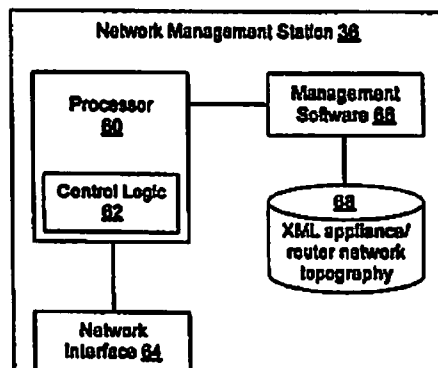 Network Management Station 36
Processor
60
Management
Software 66
Control Logic
62
68
XML appliance/
router network
topography
Network
Interface 64